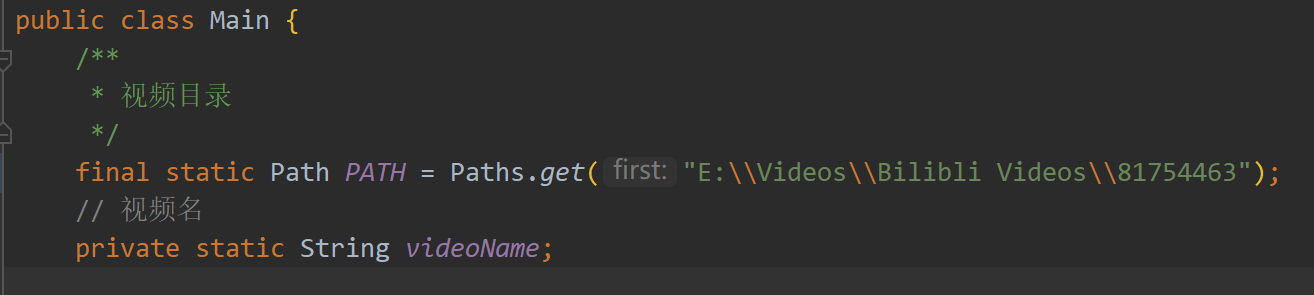 public class Main {
/**
* 视频目录
*/
final static Path PATH = Paths.get( first: "E:\\Videos\\Bilibli Videos\\81754463");
// 视频名
private static String videoName;